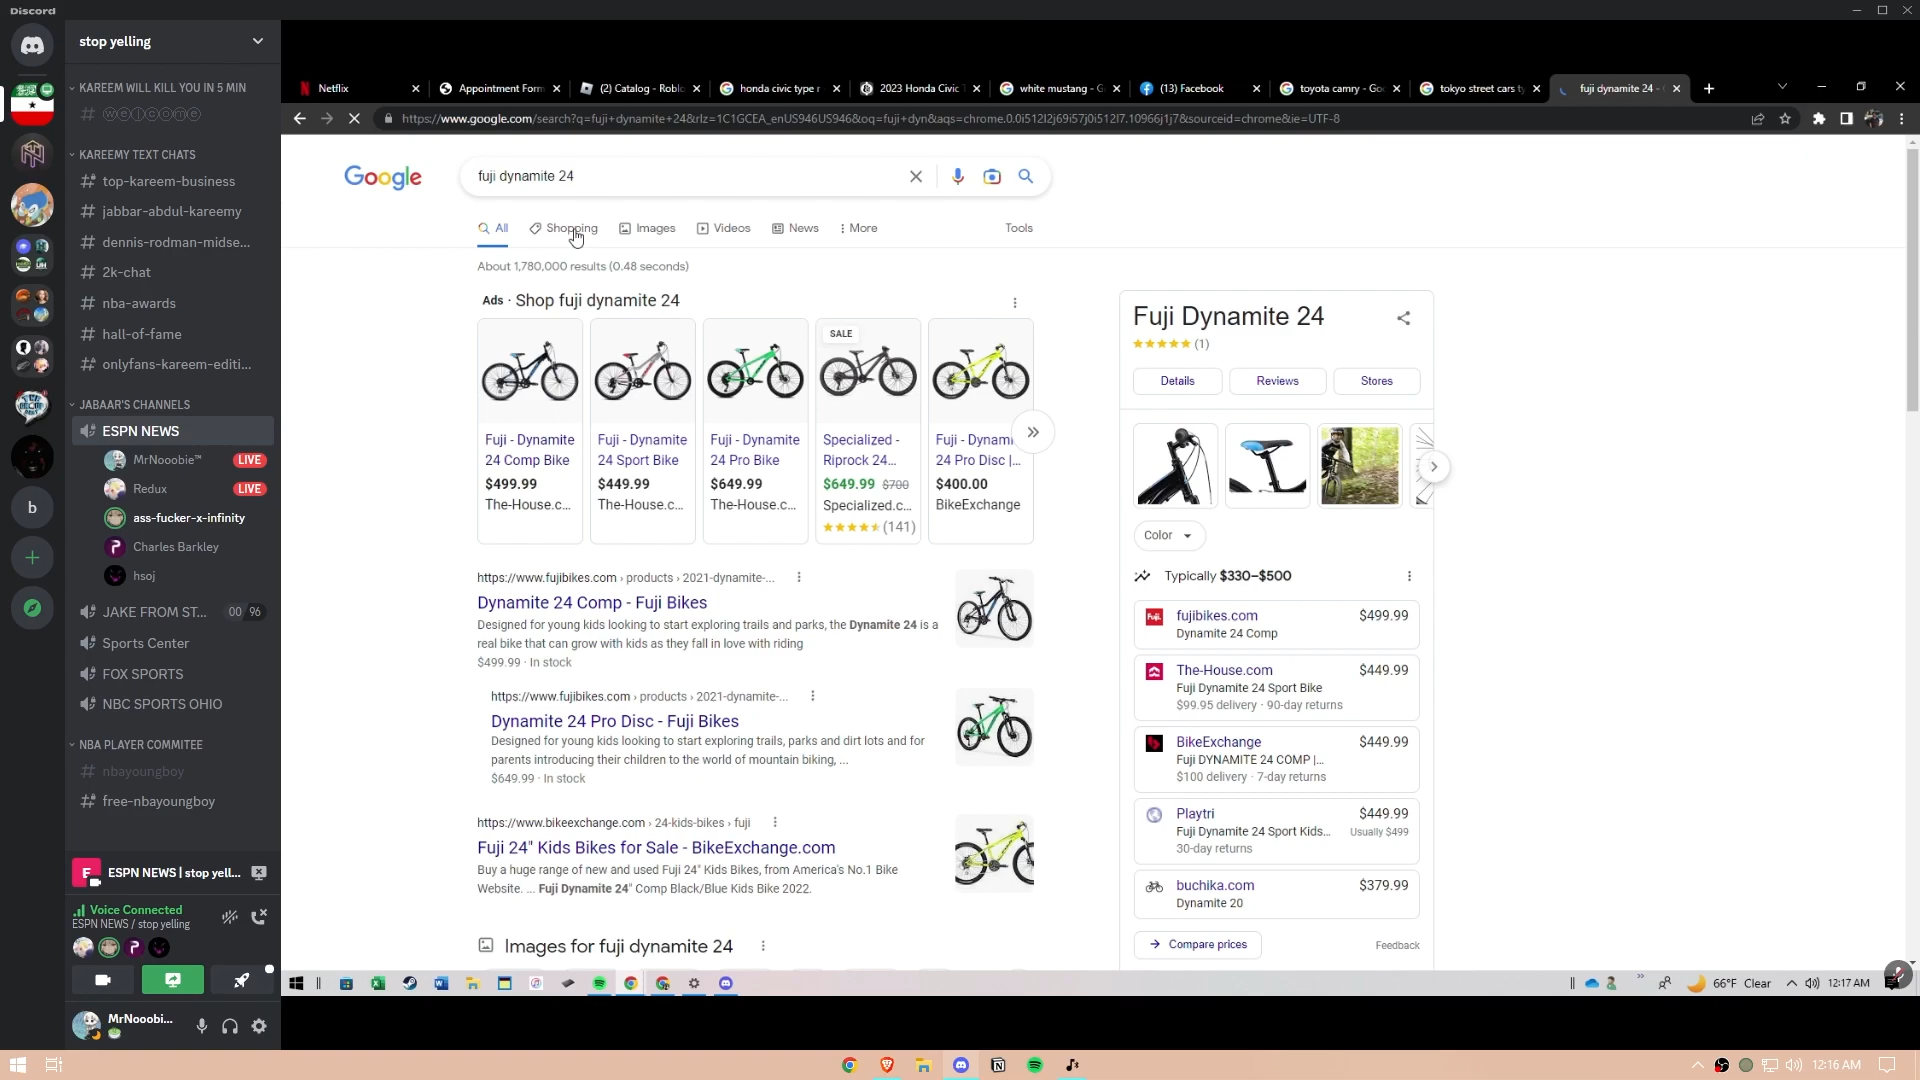 Discord
stop yelling
KAREEM WILL KILL YOU IN 5 MIN
ⓦⓔⓛⓒⓞⓜⓔ
KAREEMY TEXT CHATS
top-kareem-business
jabbar-abdul-kareemy
dennis-rodman-midse...
2k-chat
nba-awards
hall-of-fame
onlyfans-kareem-editi...
JABAAR'S CHANNELS
ESPN NEWS
MrNooobie™ LIVE
Redux LIVE
ass-fucker-x-infinity
Charles Barkley
hsoj
JAKE FROM ST... 00 96
Sports Center
FOX SPORTS
NBC SPORTS OHIO
NBA PLAYER COMMITEE
nbayoungboy
free-nbayoungboy
ESPN NEWS | stop yell...
Voice Connected
ESPN NEWS / stop yelling
MrNooobi...
b
Netflix
Appointment Form
(2) Catalog - Roblo
honda civic type r
2023 Honda Civic T
white mustang - G
(13) Facebook
toyota camry - Goo
tokyo street cars ty
fuji dynamite 24 - G
https://www.google.com/search?q=fuji+dynamite+24&rlz=1C1GCEA_enUS946US946&oq=fuji+dyn&aqs=chrome.0.0i512l2j69i57j0i512l7.10966j1j7&sourceid=chrome&ie=UTF-8
Google
fuji dynamite 24
All Shopping Images Videos News More Tools
About 1,780,000 results (0.48 seconds)
Ads · Shop fuji dynamite 24
Fuji - Dynamite
24 Comp Bike
$499.99
The-House.c...
Fuji - Dynamite
24 Sport Bike
$449.99
The-House.c...
Fuji - Dynamite
24 Pro Bike
$649.99
The-House.c...
SALE
Specialized -
Riprock 24...
$649.99 $700
Specialized.c...
(141)
Fuji - Dynami...
24 Pro Disc |...
$400.00
BikeExchange
https://www.fujibikes.com › products › 2021-dynamite-...
Dynamite 24 Comp - Fuji Bikes
Designed for young kids looking to start exploring trails and parks, the Dynamite 24 is a
real bike that can grow with kids as they fall in love with riding
$499.99 · In stock
https://www.fujibikes.com › products › 2021-dynamite-...
Dynamite 24 Pro Disc - Fuji Bikes
Designed for young kids looking to start exploring trails, parks and dirt lots and for
parents introducing their children to the world of mountain biking, ...
$649.99 · In stock
https://www.bikeexchange.com › 24-kids-bikes › fuji
Fuji 24" Kids Bikes for Sale - BikeExchange.com
Buy a huge range of new and used Fuji 24" Kids Bikes, from America's No.1 Bike
Website. ... Fuji Dynamite 24" Comp Black/Blue Kids Bike 2022.
Images for fuji dynamite 24
Fuji Dynamite 24
(1)
Details Reviews Stores
Color
Typically $330–$500
fujibikes.com $499.99
Dynamite 24 Comp
The-House.com $449.99
Fuji Dynamite 24 Sport Bike
$99.95 delivery · 90-day returns
BikeExchange $449.99
Fuji DYNAMITE 24 COMP |...
$100 delivery · 7-day returns
Playtri $449.99
Fuji Dynamite 24 Sport Kids... Usually $499
30-day returns
buchika.com $379.99
Dynamite 20
Compare prices Feedback
66°F Clear 12:17 AM
12:16 AM